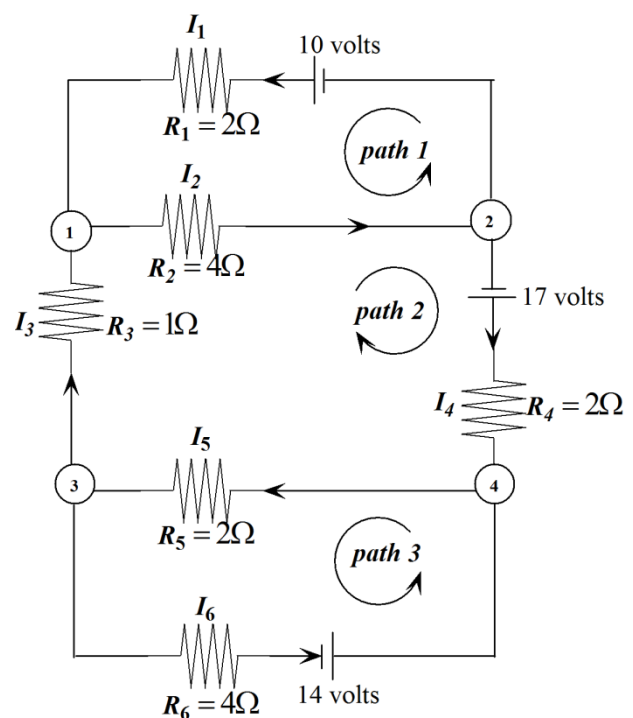 I1
10 volts
R1 = 2Ω
path 1
I2
1
2
R2 = 4Ω
17 volts
path 2
I3
R3 = 1Ω
I4
R4 = 2Ω
I5
3
4
R5 = 2Ω
path 3
I6
14 volts
R6 = 4Ω